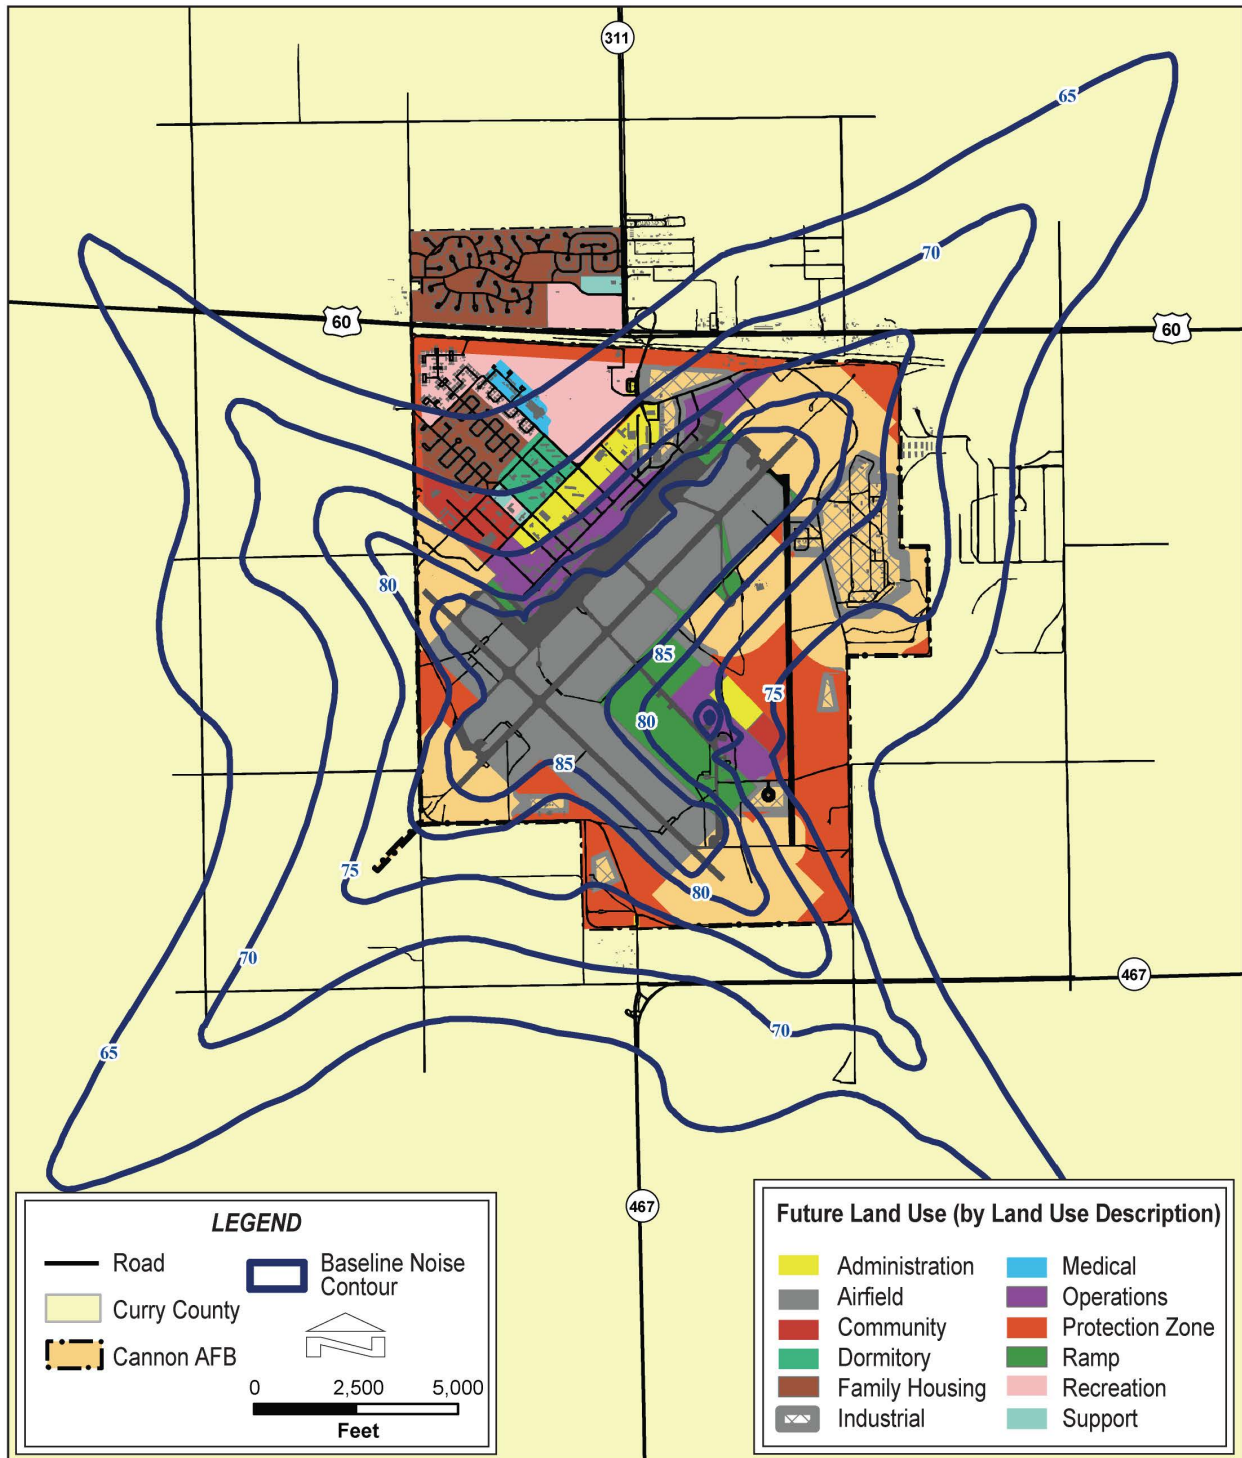 311
65
70
60
60
80
85
75
80
85
75
80
70
467
70
65
467
LEGEND
Road
Baseline Noise
Contour
Curry County
Cannon AFB
N
0 2,500 5,000
Feet
Future Land Use (by Land Use Description)
Administration
Airfield
Community
Dormitory
Family Housing
Industrial
Medical
Operations
Protection Zone
Ramp
Recreation
Support